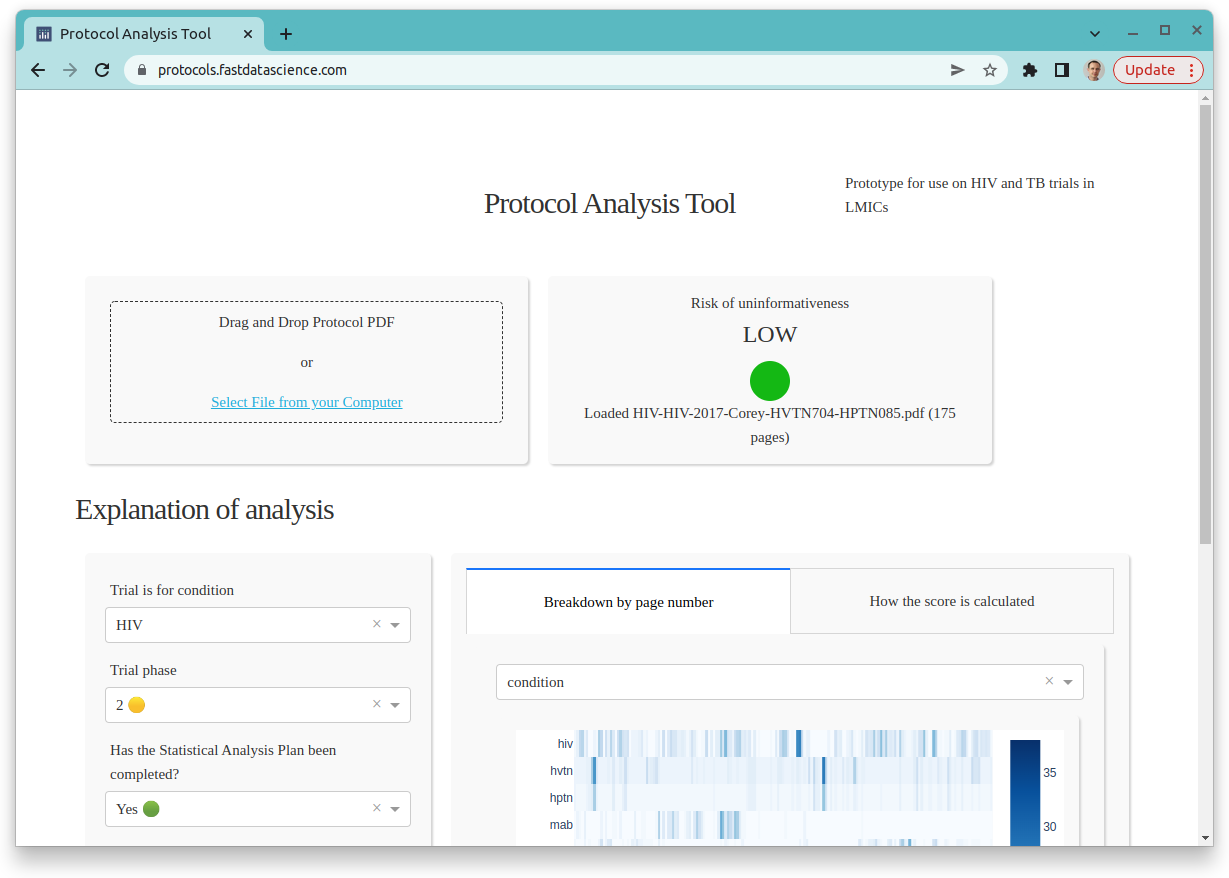 Protocol Analysis Tool
protocols.fastdatascience.com
Update
Protocol Analysis Tool
Prototype for use on HIV and TB trials in
LMICs
Drag and Drop Protocol PDF
or
Select File from your Computer
Risk of uninformativeness
LOW
Loaded HIV-HIV-2017-Corey-HVTN704-HPTN085.pdf (175
pages)
Explanation of analysis
Trial is for condition
HIV
Trial phase
2
Has the Statistical Analysis Plan been
completed?
Yes
Breakdown by page number
How the score is calculated
condition
hiv
hvtn
hptn
mab
35
30